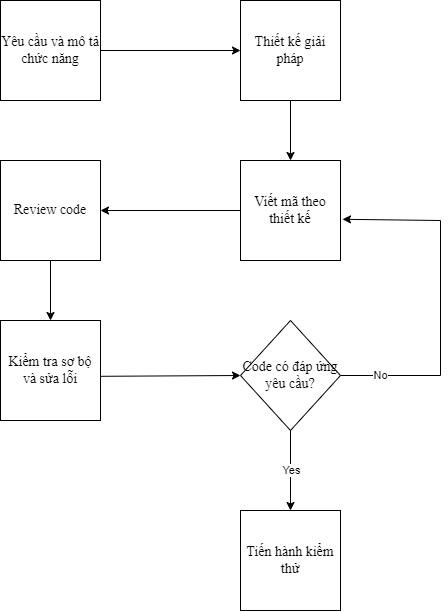 Yêu cầu và mô tả
chức năng
Thiết kế giải
pháp
Viết mã theo
thiết kế
Review code
Kiểm tra sơ bộ
và sửa lỗi
Code có đáp ứng
yêu cầu?
No
Yes
Tiến hành kiểm
thử